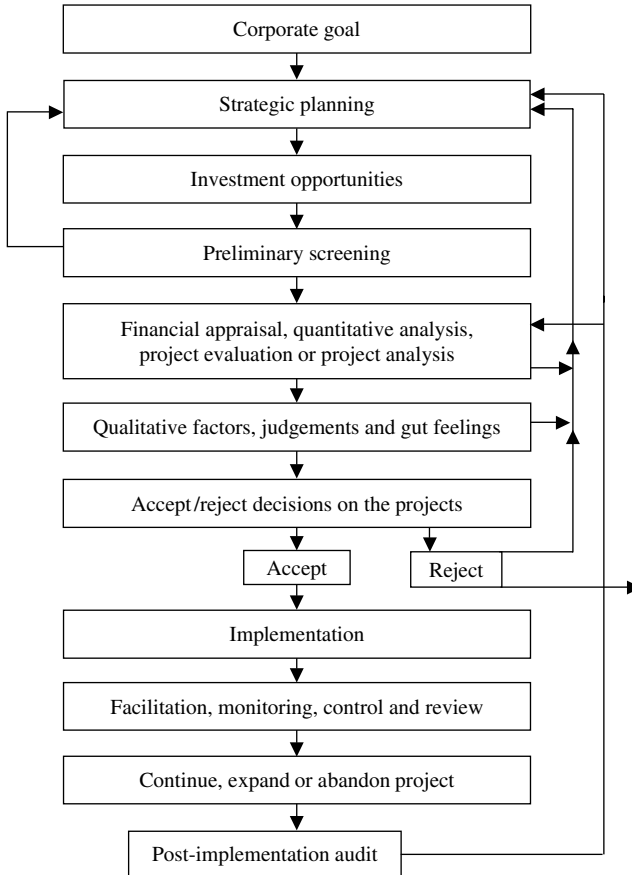 Corporate goal
Strategic planning
Investment opportunities
Preliminary screening
Financial appraisal, quantitative analysis,
project evaluation or project analysis
Qualitative factors, judgements and gut feelings
Accept/reject decisions on the projects
Accept
Reject
Implementation
Facilitation, monitoring, control and review
Continue, expand or abandon project
Post-implementation audit